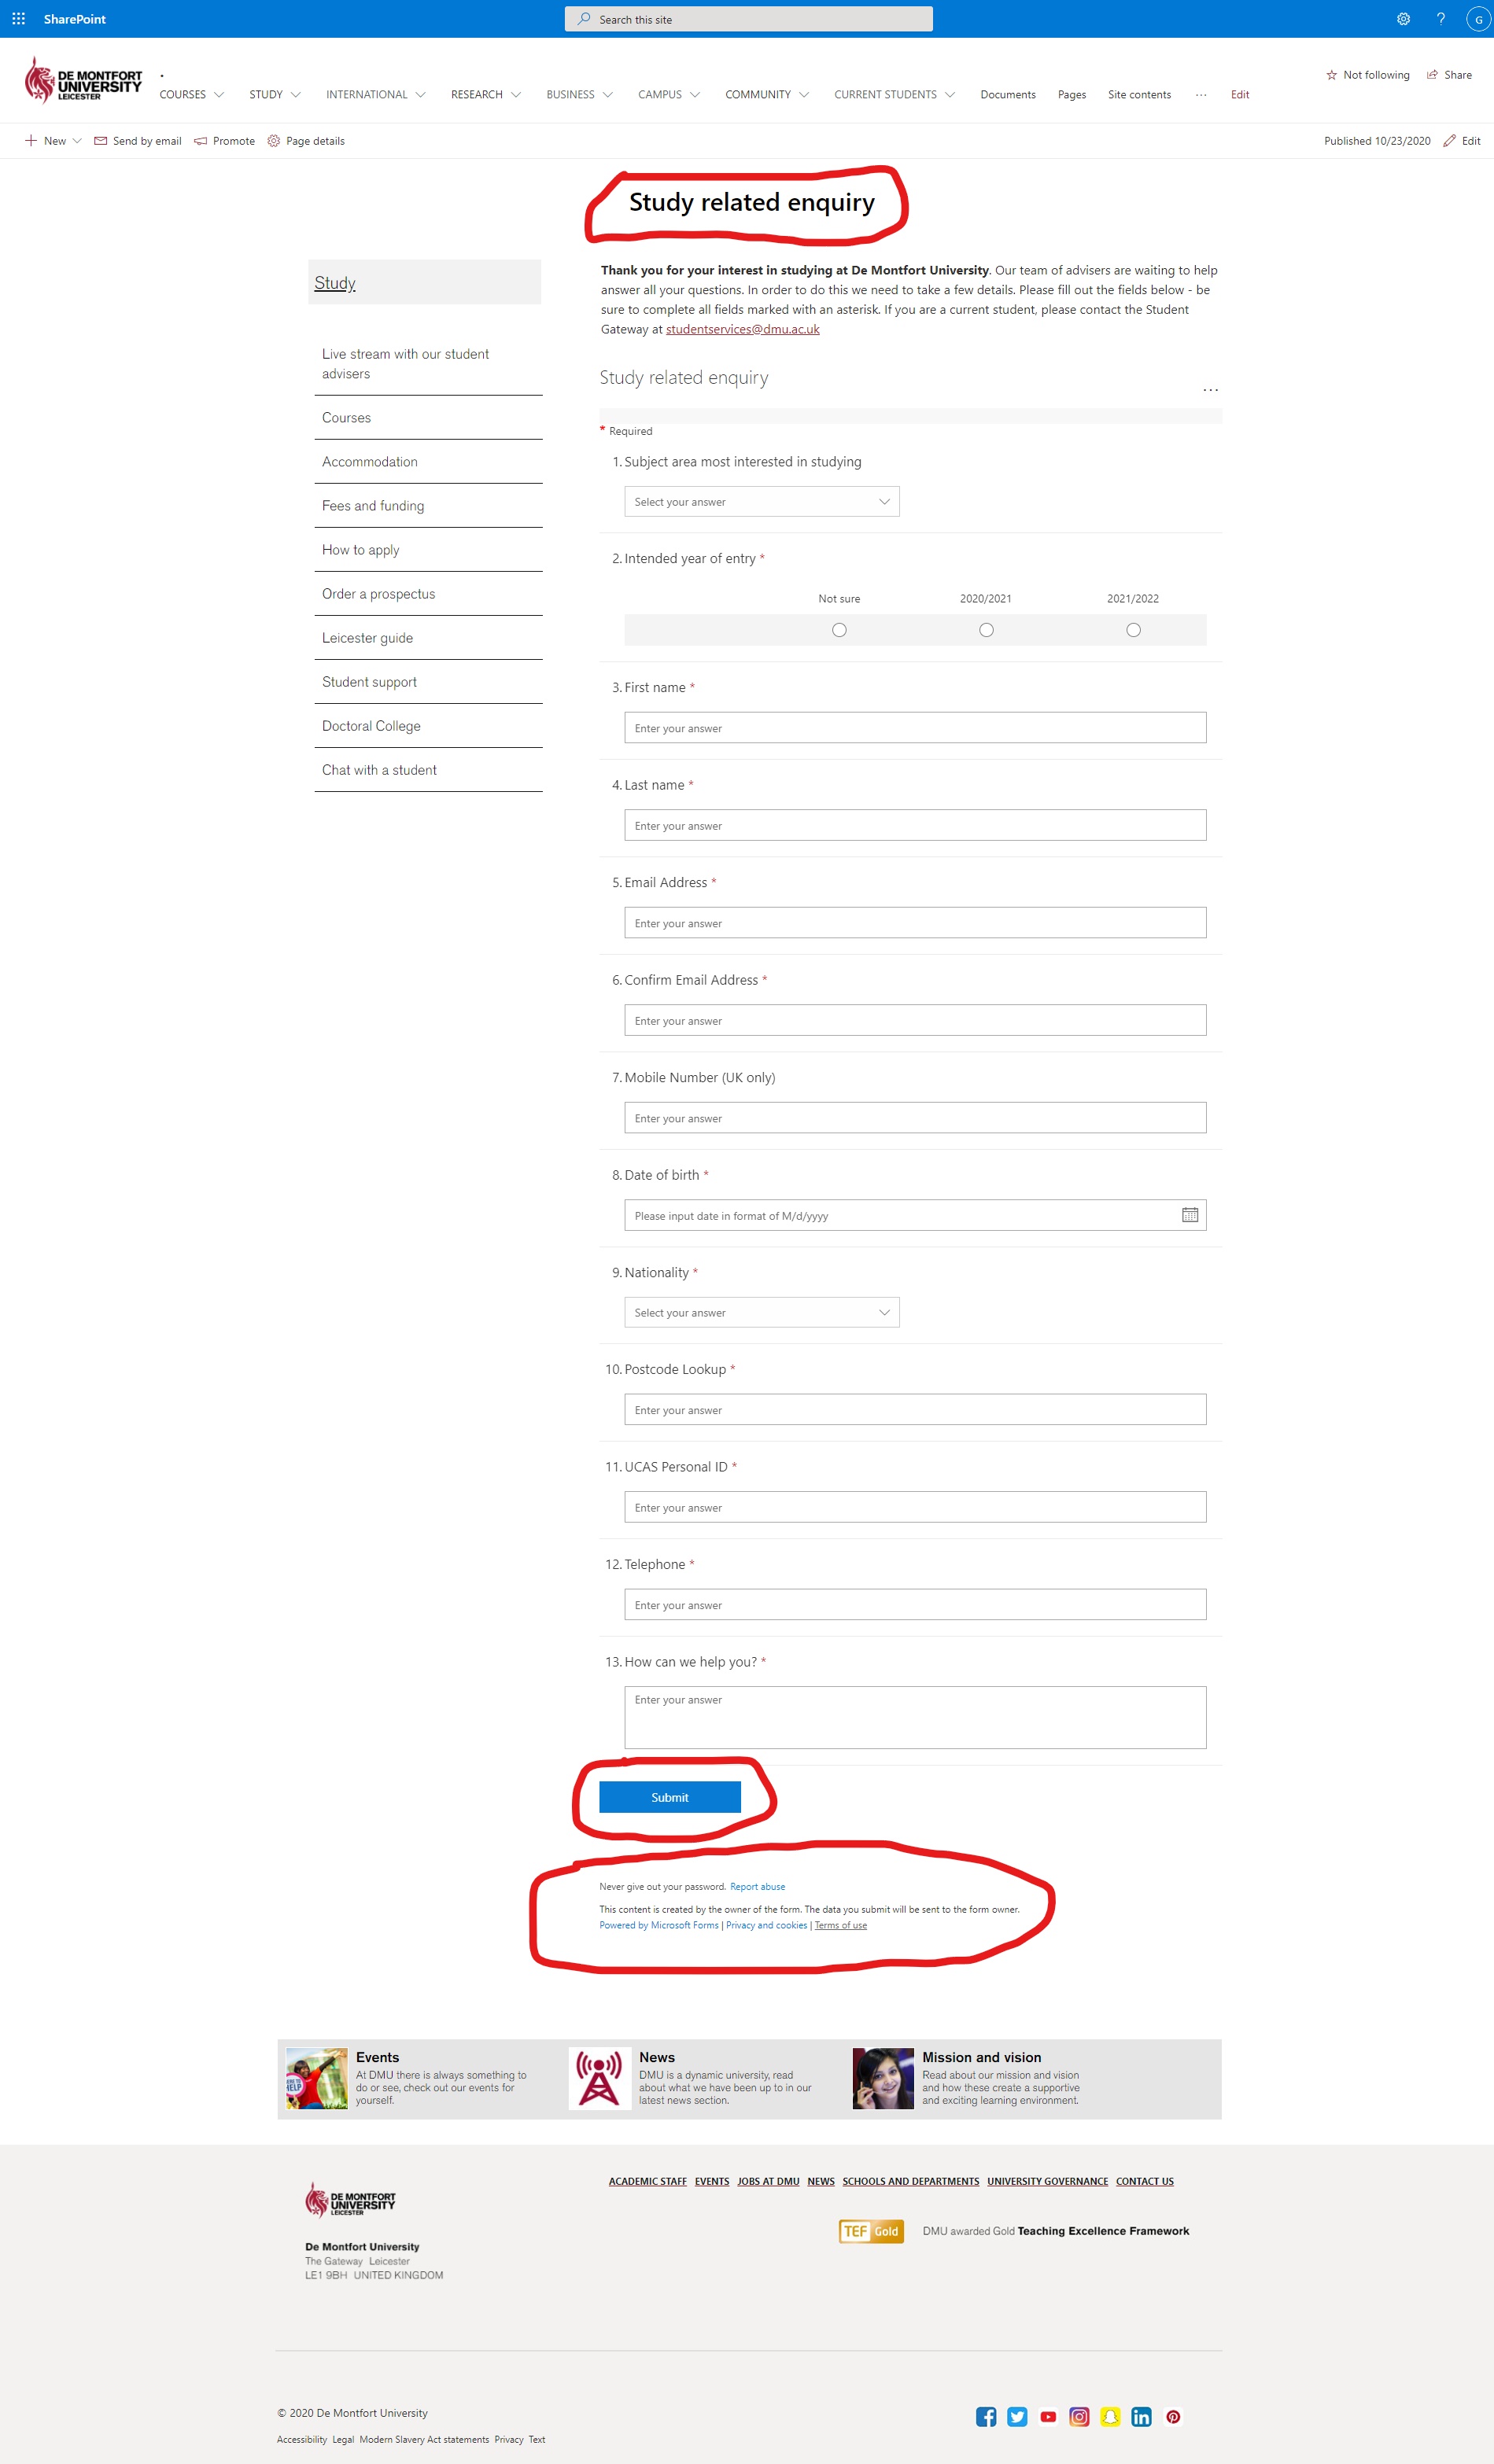 SharePoint
Search this site
?
G
DE MONTFORT
UNIVERSITY
LEICESTER
.
COURSES STUDY INTERNATIONAL RESEARCH BUSINESS CAMPUS COMMUNITY CURRENT STUDENTS Documents Pages Site contents ... Edit
Not following Share
New Send by email Promote Page details
Published 10/23/2020 Edit
Study related enquiry
Study
Live stream with our student
advisers
Courses
Accommodation
Fees and funding
How to apply
Order a prospectus
Leicester guide
Student support
Doctoral College
Chat with a student
Thank you for your interest in studying at De Montfort University. Our team of advisers are waiting to help
answer all your questions. In order to do this we need to take a few details. Please fill out the fields below - be
sure to complete all fields marked with an asterisk. If you are a current student, please contact the Student
Gateway at studentservices@dmu.ac.uk
Study related enquiry
...
* Required
1. Subject area most interested in studying
Select your answer
2. Intended year of entry *
Not sure 2020/2021 2021/2022
3. First name *
Enter your answer
4. Last name *
Enter your answer
5. Email Address *
Enter your answer
6. Confirm Email Address *
Enter your answer
7. Mobile Number (UK only)
Enter your answer
8. Date of birth *
Please input date in format of M/d/yyyy
9. Nationality *
Select your answer
10. Postcode Lookup *
Enter your answer
11. UCAS Personal ID *
Enter your answer
12. Telephone *
Enter your answer
13. How can we help you? *
Enter your answer
Submit
Never give out your password. Report abuse
This content is created by the owner of the form. The data you submit will be sent to the form owner.
Powered by Microsoft Forms | Privacy and cookies | Terms of use
HELP
Events
At DMU there is always something to
do or see, check out our events for
yourself.
News
DMU is a dynamic university, read
about what we have been up to in our
latest news section.
Mission and vision
Read about our mission and vision
and how these create a supportive
and exciting learning environment.
DE MONTFORT
UNIVERSITY
LEICESTER
De Montfort University
The Gateway Leicester
LE1 9BH UNITED KINGDOM
ACADEMIC STAFF EVENTS JOBS AT DMU NEWS SCHOOLS AND DEPARTMENTS UNIVERSITY GOVERNANCE CONTACT US
TEF Gold
DMU awarded Gold Teaching Excellence Framework
© 2020 De Montfort University
Accessibility Legal Modern Slavery Act statements Privacy Text